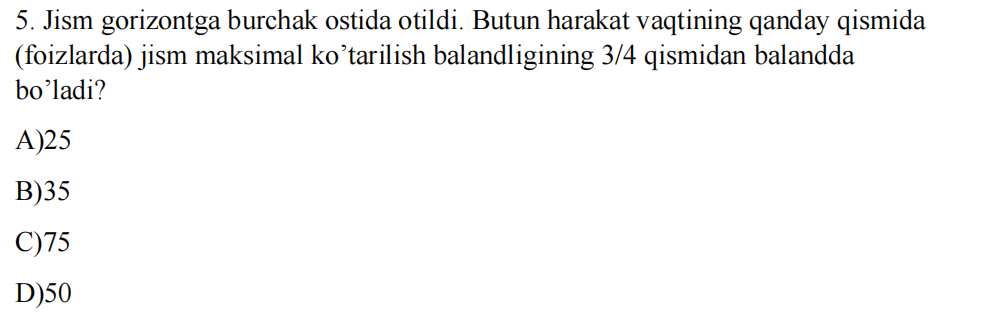 5. Jism gorizontga burchak ostida otildi. Butun harakat vaqtining qanday qismida
(foizlarda) jism maksimal ko’tarilish balandligining 3/4 qismidan balandda
bo’ladi?
A)25
B)35
C)75
D)50